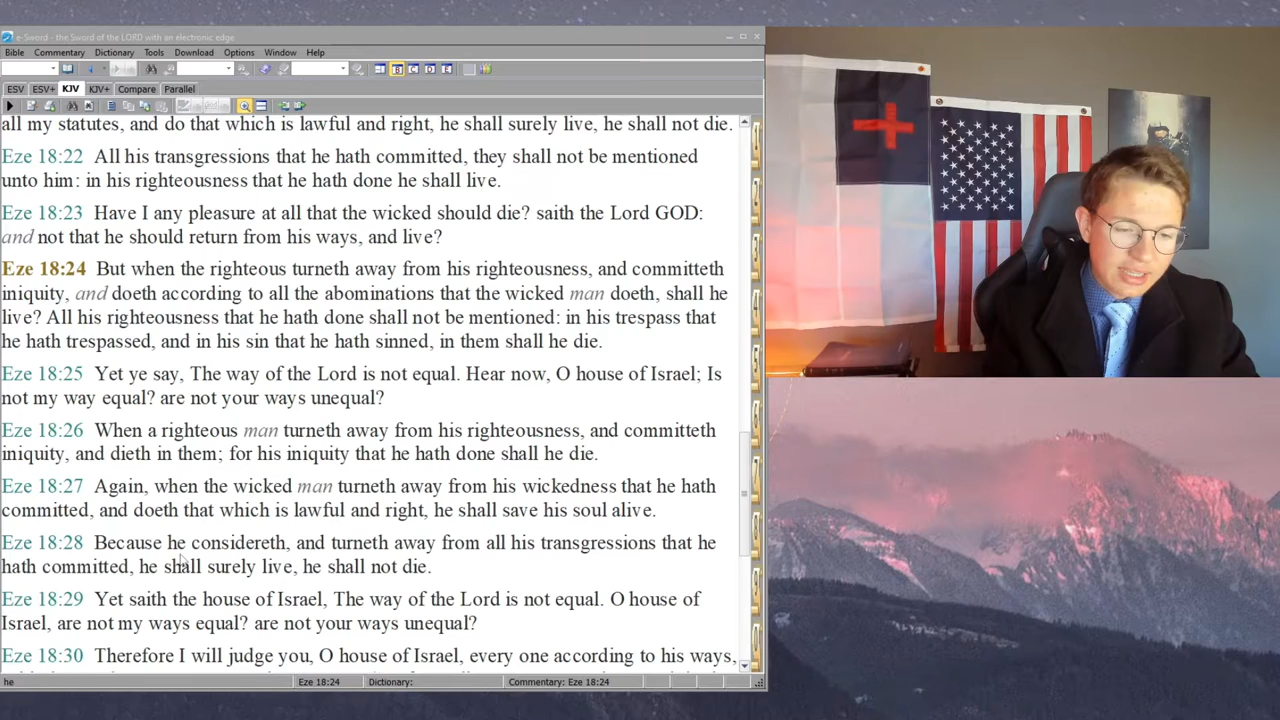 e-Sword - the Sword of the LORD with an electronic edge
Bible Commentary Dictionary Tools Download Options Window Help
B C D E
ESV ESV+ KJV KJV+ Compare Parallel
all my statutes, and do that which is lawful and right, he shall surely live, he shall not die.
Eze 18:22 All his transgressions that he hath committed, they shall not be mentioned
unto him: in his righteousness that he hath done he shall live.
Eze 18:23 Have I any pleasure at all that the wicked should die? saith the Lord GOD:
and not that he should return from his ways, and live?
Eze 18:24 But when the righteous turneth away from his righteousness, and committeth
iniquity, and doeth according to all the abominations that the wicked man doeth, shall he
live? All his righteousness that he hath done shall not be mentioned: in his trespass that
he hath trespassed, and in his sin that he hath sinned, in them shall he die.
Eze 18:25 Yet ye say, The way of the Lord is not equal. Hear now, O house of Israel; Is
not my way equal? are not your ways unequal?
Eze 18:26 When a righteous man turneth away from his righteousness, and committeth
iniquity, and dieth in them; for his iniquity that he hath done shall he die.
Eze 18:27 Again, when the wicked man turneth away from his wickedness that he hath
committed, and doeth that which is lawful and right, he shall save his soul alive.
Eze 18:28 Because he considereth, and turneth away from all his transgressions that he
hath committed, he shall surely live, he shall not die.
Eze 18:29 Yet saith the house of Israel, The way of the Lord is not equal. O house of
Israel, are not my ways equal? are not your ways unequal?
Eze 18:30 Therefore I will judge you, O house of Israel, every one according to his ways,
he Eze 18:24 Dictionary: Commentary: Eze 18:24